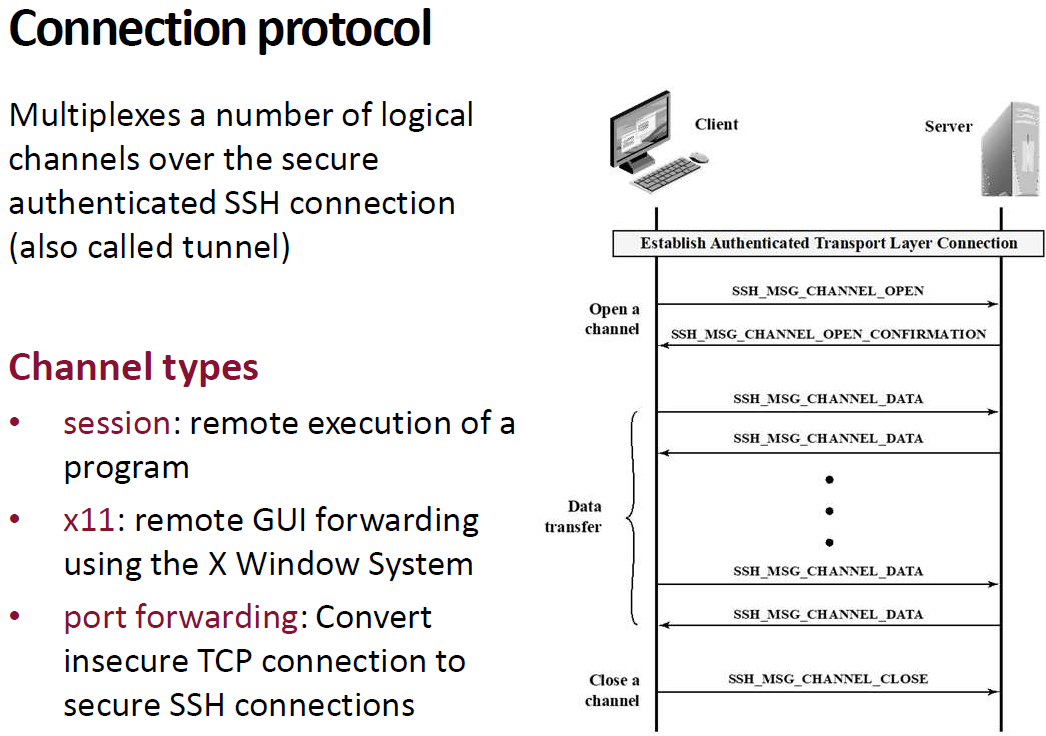 Connection protocol
Multiplexes a number of logical
channels over the secure
authenticated SSH connection
(also called tunnel)
Channel types
• session: remote execution of a
program
• x11: remote GUI forwarding
using the X Window System
• port forwarding: Convert
insecure TCP connection to
secure SSH connections
Client
Server
Establish Authenticated Transport Layer Connection
Open a
channel
SSH_MSG_CHANNEL_OPEN
SSH_MSG_CHANNEL_OPEN_CONFIRMATION
Data
transfer
SSH_MSG_CHANNEL_DATA
SSH_MSG_CHANNEL_DATA
SSH_MSG_CHANNEL_DATA
SSH_MSG_CHANNEL_DATA
Close a
channel
SSH_MSG_CHANNEL_CLOSE